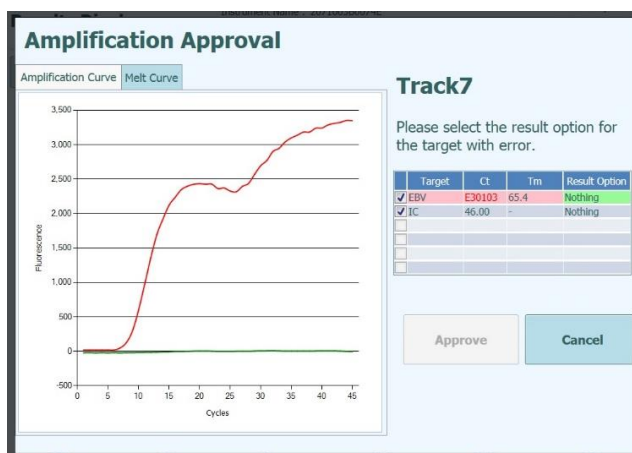 Amplification Approval
Amplification Curve
Melt Curve
3,500
3,000
2,500
2,000
1,500
1,000
500
0
-500
Fluorescence
0 5 10 15 20 25 30 35 40 45
Cycles
Track7
Please select the result option for
the target with error.
Target Ct Tm Result Option
EBV E30103 65.4 Nothing
IC 46.00 - Nothing
Approve
Cancel